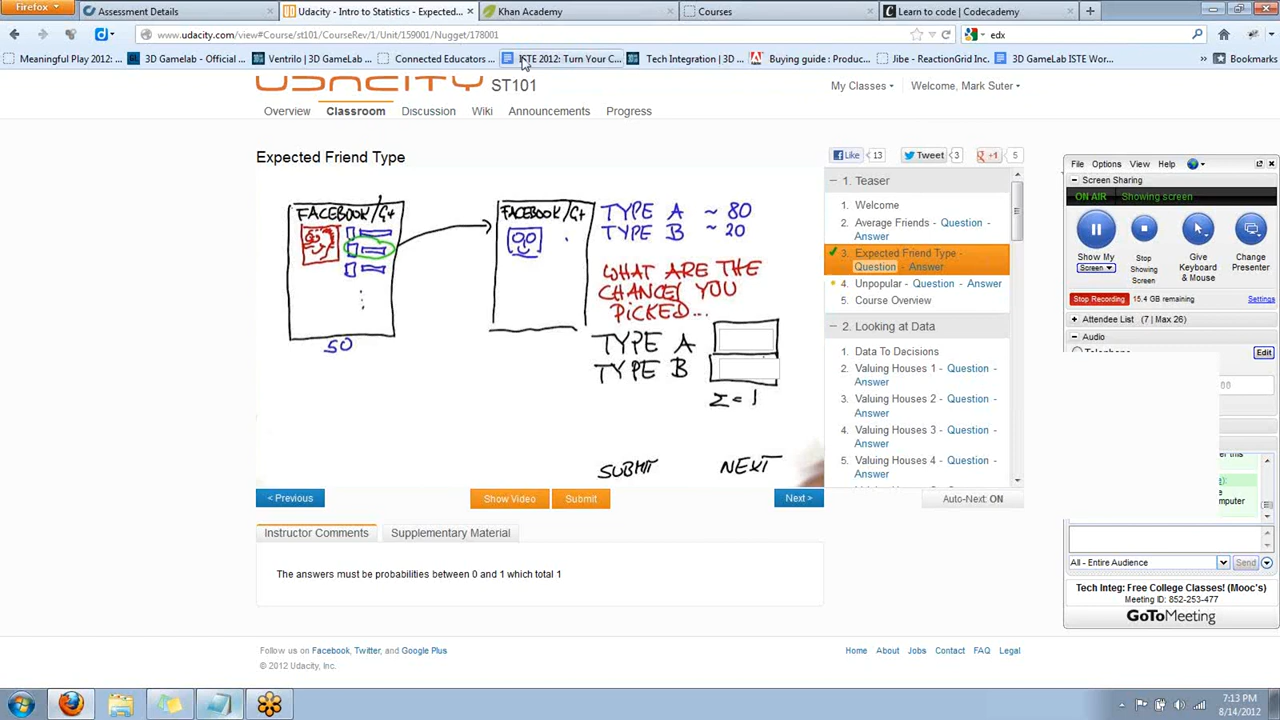 Firefox
Assessment Details
Udacity - Intro to Statistics - Expected...
Khan Academy
Courses
Learn to code | Codecademy
www.udacity.com/view#Course/st101/CourseRev/1/Unit/159001/Nugget/178001
edx
Meaningful Play 2012: ...
3D Gamelab - Official ...
Ventrilo | 3D GameLab ...
Connected Educators ...
ISTE 2012: Turn Your C...
Tech Integration | 3D ...
Buying guide : Produc...
Jibe - ReactionGrid Inc.
3D GameLab ISTE Wor...
Bookmarks
UDACITY ST101
My Classes
Welcome, Mark Suter
Overview
Classroom
Discussion
Wiki
Announcements
Progress
Expected Friend Type
Like 13
Tweet 3
+1 5
FACEBOOK/G+
50
FACEBOOK/G+
TYPE A ~ 80
TYPE B ~ 20
WHAT ARE THE
CHANCES YOU
PICKED...
TYPE A
TYPE B
Σ = 1
SUBMIT
NEXT
1. Teaser
1. Welcome
2. Average Friends - Question -
Answer
3. Expected Friend Type -
Question - Answer
4. Unpopular - Question - Answer
5. Course Overview
2. Looking at Data
1. Data To Decisions
2. Valuing Houses 1 - Question -
Answer
3. Valuing Houses 2 - Question -
Answer
4. Valuing Houses 3 - Question -
Answer
5. Valuing Houses 4 - Question -
Answer
< Previous
Show Video
Submit
Next >
Auto-Next: ON
Instructor Comments
Supplementary Material
The answers must be probabilities between 0 and 1 which total 1
Follow us on Facebook, Twitter, and Google Plus
© 2012 Udacity, Inc.
Home
About
Jobs
Contact
FAQ
Legal
File
Options
View
Help
Screen Sharing
ON AIR
Showing screen
Show My
Screen
Stop
Showing
Screen
Give
Keyboard
& Mouse
Change
Presenter
Stop Recording
15.4 GB remaining
Settings
Attendee List (7 | Max 26)
Audio
Telephone
Edit
00
this
):
omputer
All - Entire Audience
Send
Tech Integ: Free College Classes! (Mooc's)
Meeting ID: 852-253-477
GoToMeeting
7:13 PM
8/14/2012